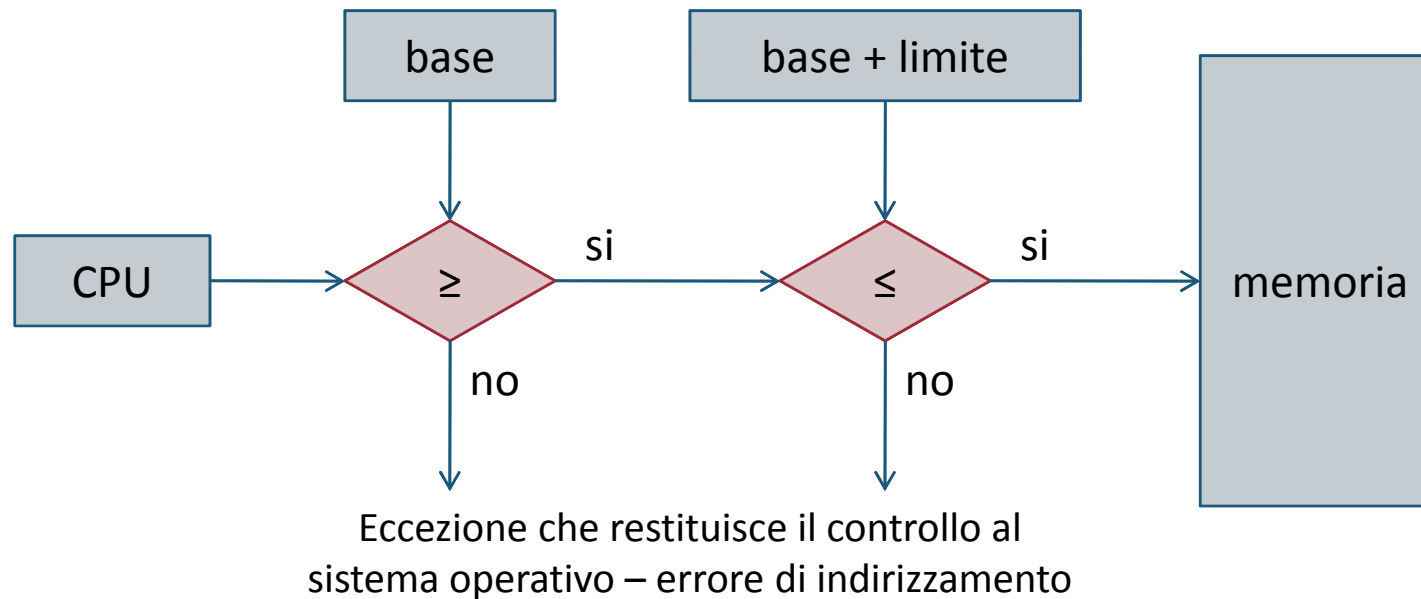 base
base + limite
CPU
≥
si
≤
si
memoria
no
no
Eccezione che restituisce il controllo al
sistema operativo – errore di indirizzamento